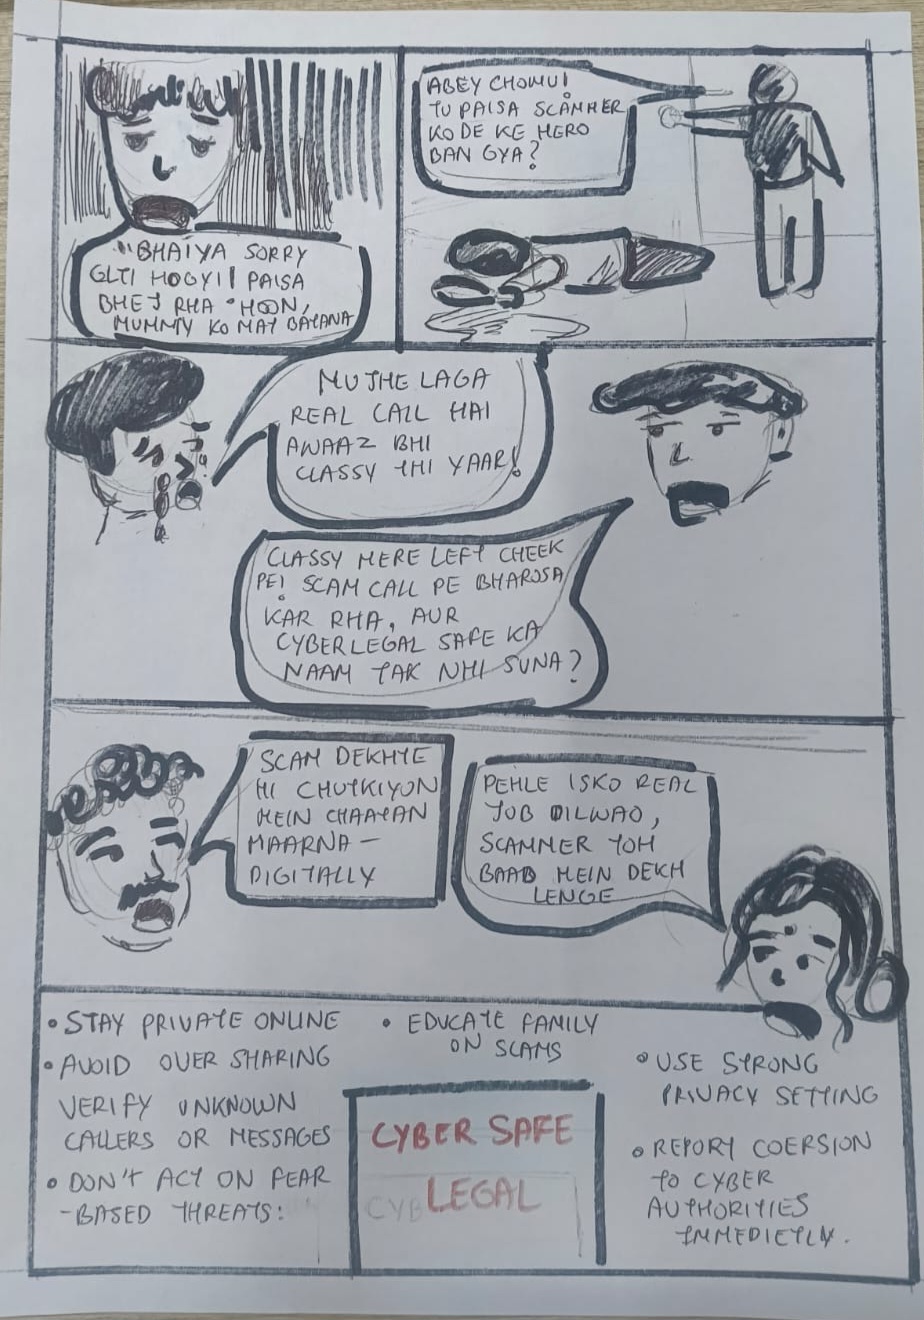 "BHAIYA SORRY
GLTI HOGYI! PAISA
BHEJ RHA HOON,
MUMMY KO MAT BATANA
ABEY CHOMU!
TU PAISA SCAMMER
KO DE KE HERO
BAN GYA?
MUJHE LAGA
REAL CALL HAI
AWAAZ BHI
CLASSY THI YAAR!
CLASSY MERE LEFT CHEEK
PE! SCAM CALL PE BHAROSA
KAR RHA, AUR
CYBERLEGAL SAFE KA
NAAM TAK NHI SUNA?
SCAM DEKHTE
HI CHUTKIYON
MEIN CHAATAN
MAARNA -
DIGITALLY
PEHLE ISKO REAL
JOB DILWAO,
SCAMMER TOH
BAAD MEIN DEKH
LENGE
• STAY PRIVATE ONLINE
• AVOID OVER SHARING
VERIFY UNKNOWN
CALLERS OR MESSAGES
• DON'T ACT ON FEAR
-BASED THREATS:
• EDUCATE FAMILY
ON SCAMS
CYBER SAFE
LEGAL
CYB
• USE STRONG
PRIVACY SETTING
• REPORT COERSION
TO CYBER
AUTHORITIES
IMMEDIETLY.